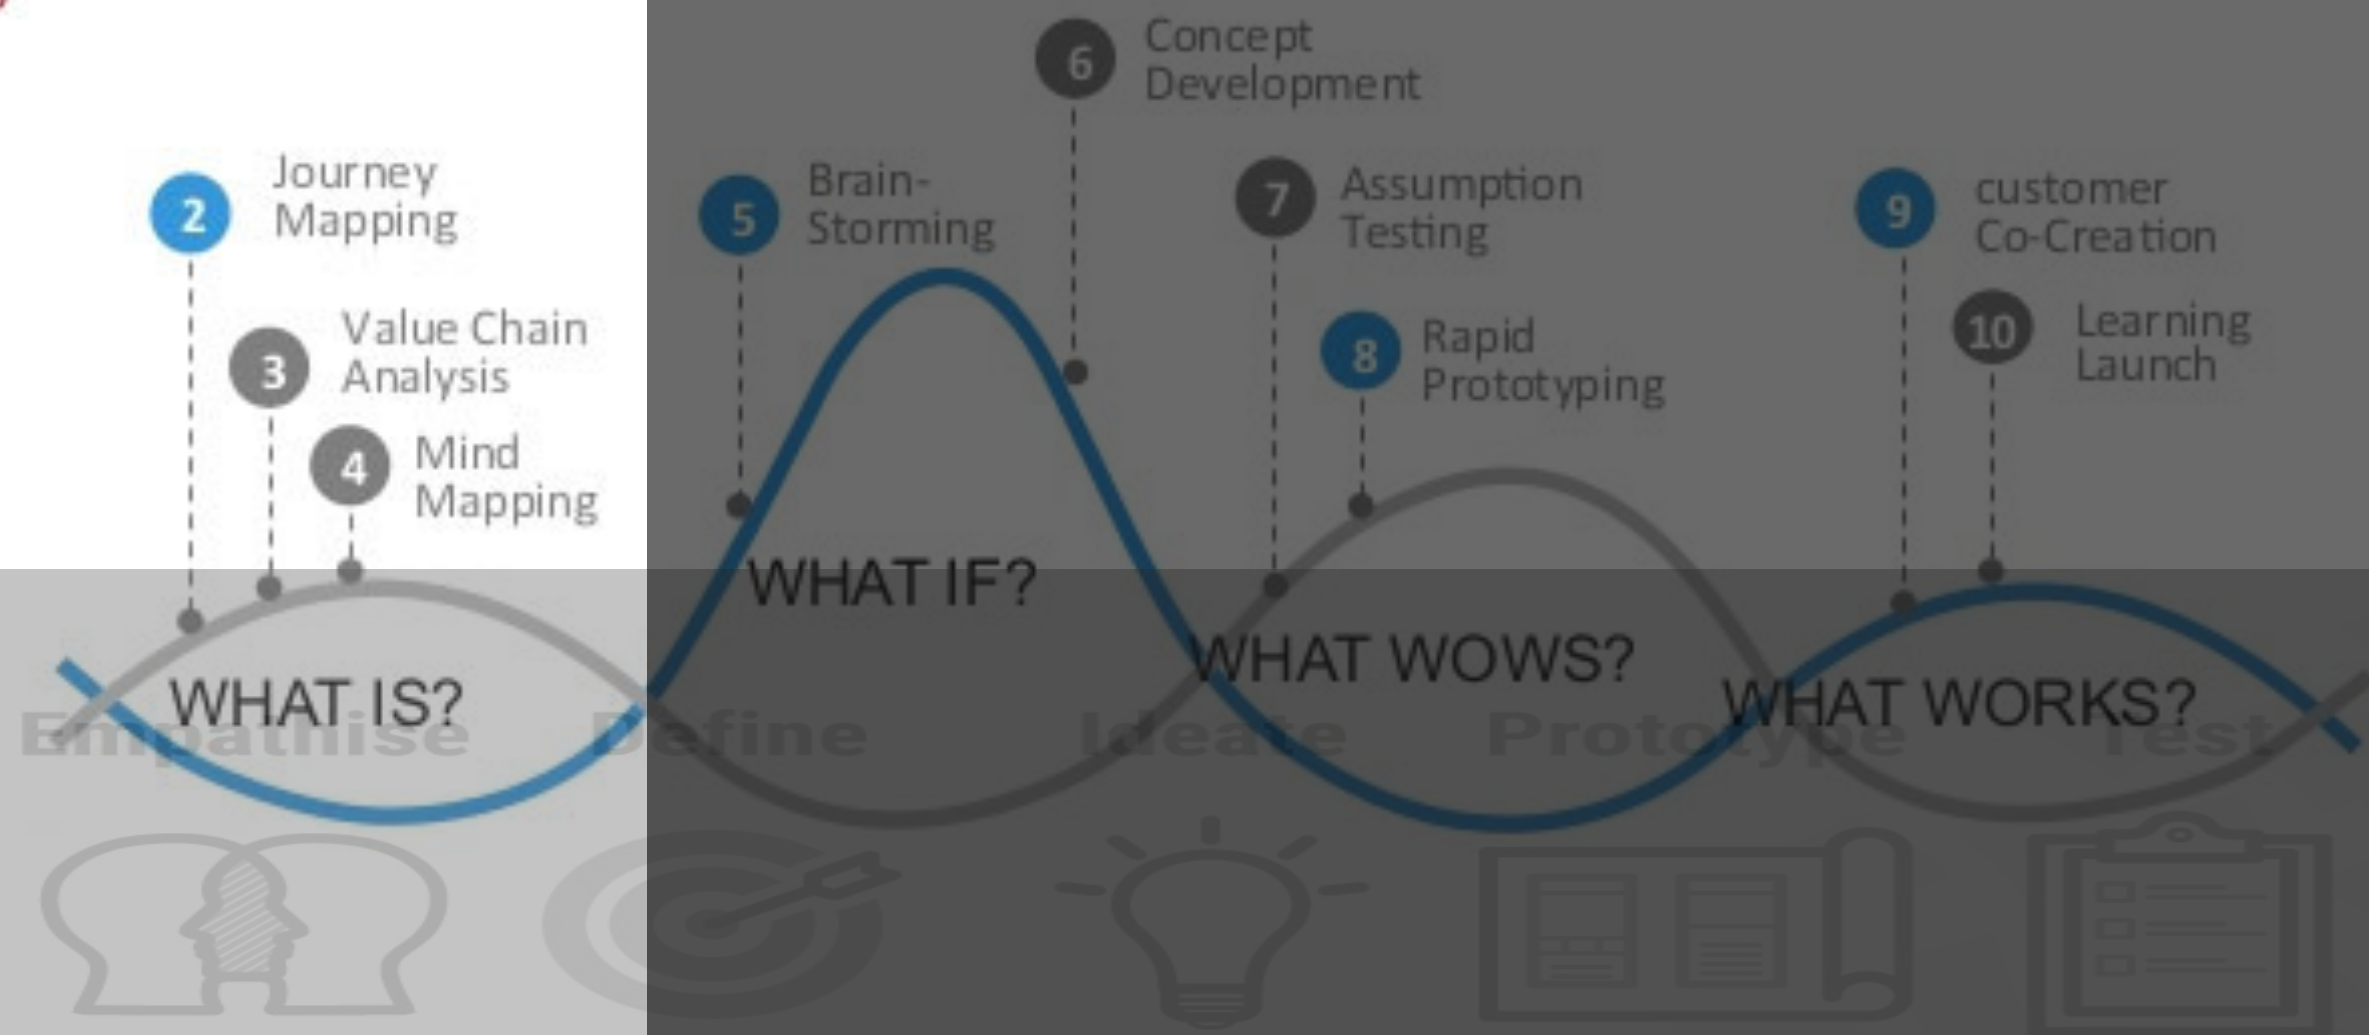 2
Journey
Mapping
3
Value Chain
Analysis
4
Mind
Mapping
WHAT IS?
5
Brain-
Storming
6
Concept
Development
WHAT IF?
7
Assumption
Testing
8
Rapid
Prototyping
WHAT WOWS?
9
customer
Co-Creation
10
Learning
Launch
WHAT WORKS?
Empathise
Define
Ideate
Prototype
Test